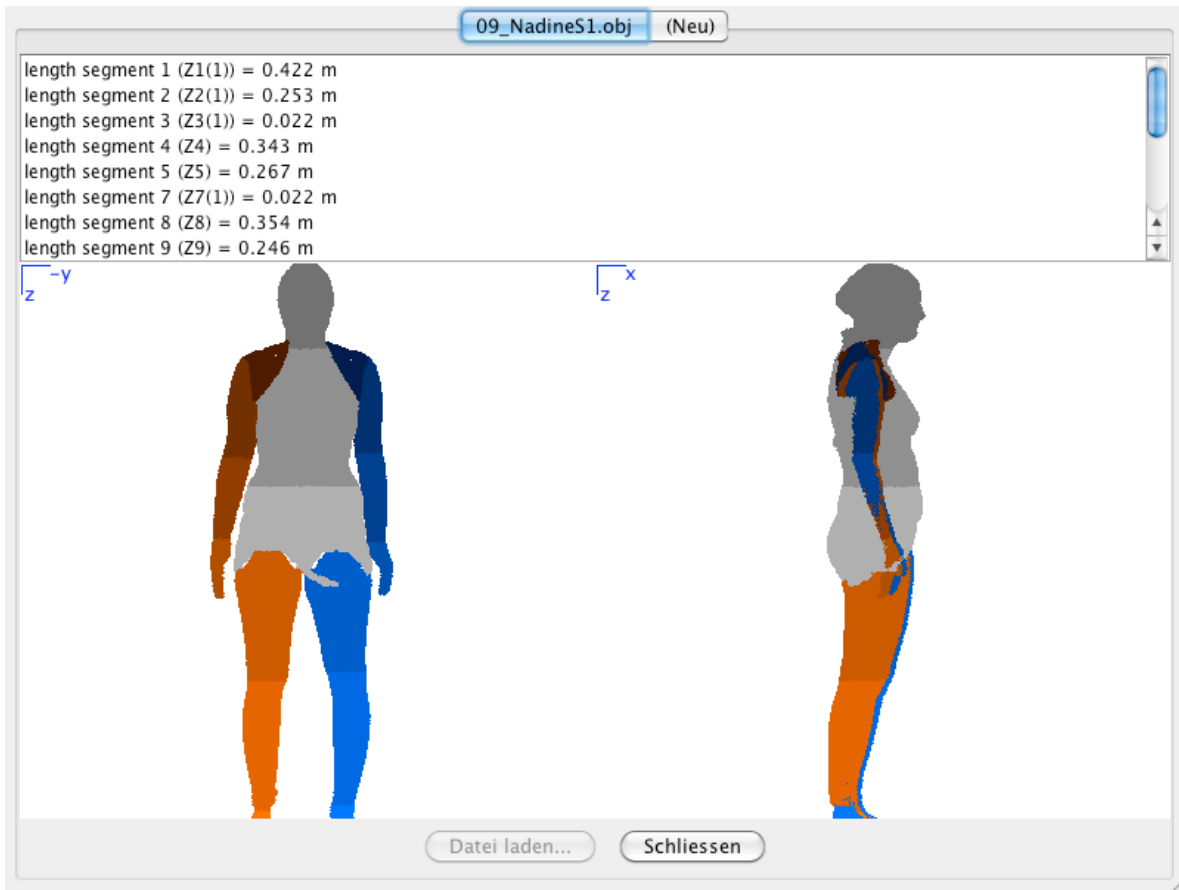 09_NadineS1.obj (Neu)
length segment 1 (Z1(1)) = 0.422 m
length segment 2 (Z2(1)) = 0.253 m
length segment 3 (Z3(1)) = 0.022 m
length segment 4 (Z4) = 0.343 m
length segment 5 (Z5) = 0.267 m
length segment 7 (Z7(1)) = 0.022 m
length segment 8 (Z8) = 0.354 m
length segment 9 (Z9) = 0.246 m
-y
z
x
z
Datei laden... Schliessen